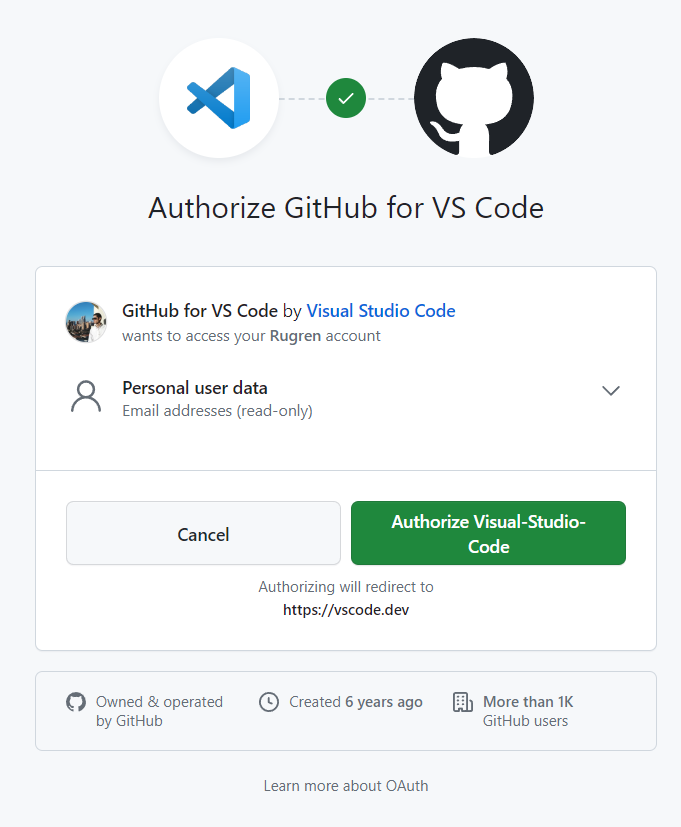 Authorize GitHub for VS Code
GitHub for VS Code by Visual Studio Code
wants to access your Rugren account
Personal user data
Email addresses (read-only)
Cancel
Authorize Visual-Studio-
Code
Authorizing will redirect to
https://vscode.dev
Owned & operated
by GitHub
Created 6 years ago
More than 1K
GitHub users
Learn more about OAuth